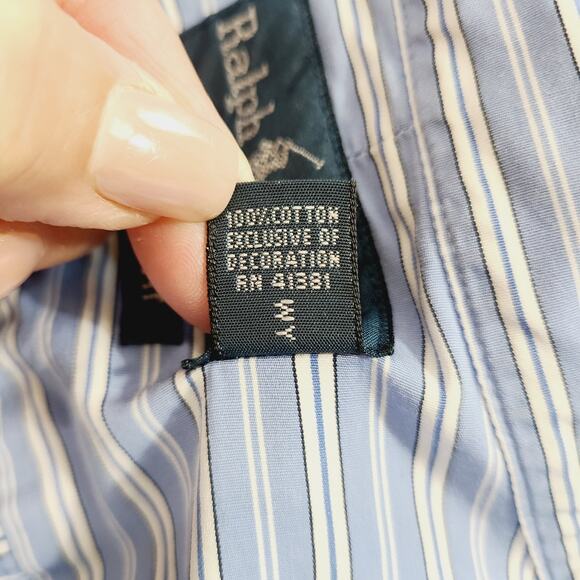 Ralph
100% COTTON
EXCLUSIVE OF
DECORATION
RN 41381
WY